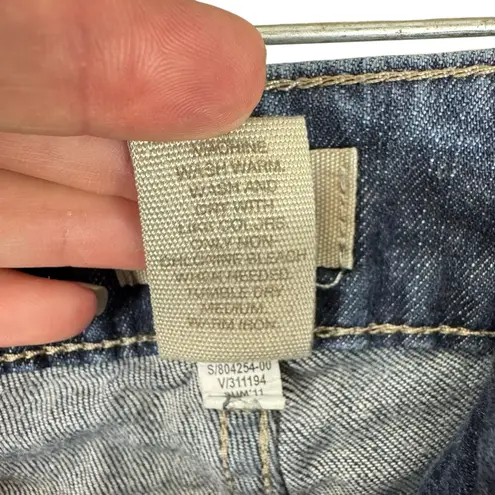 MACHINE
WASH WARM.
WASH AND
DRY WITH
LIKE COLORS
ONLY NON-
CHLORINE BLEACH
WHEN NEEDED
TUMBLE DRY
MEDIUM.
WARM IRON.
S/804254-00
V/311194
SUM'11